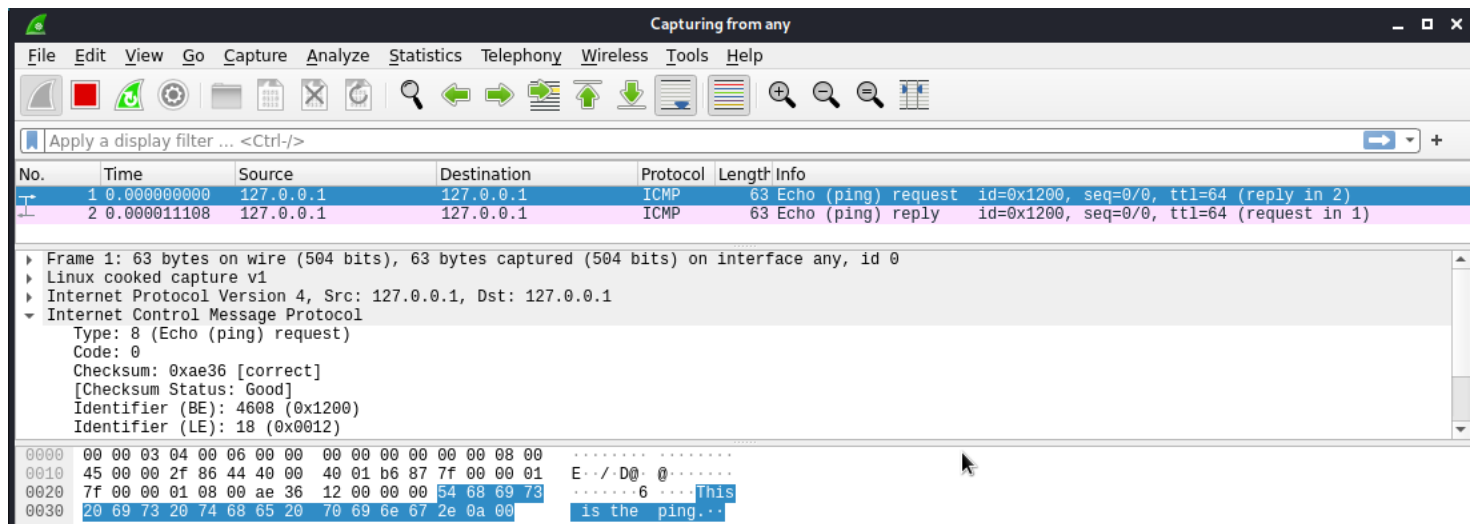 Capturing from any
File Edit View Go Capture Analyze Statistics Telephony Wireless Tools Help
Apply a display filter ... <Ctrl-/>
No. Time Source Destination Protocol Length Info
1 0.000000000 127.0.0.1 127.0.0.1 ICMP 63 Echo (ping) request id=0x1200, seq=0/0, ttl=64 (reply in 2)
2 0.000011108 127.0.0.1 127.0.0.1 ICMP 63 Echo (ping) reply id=0x1200, seq=0/0, ttl=64 (request in 1)
Frame 1: 63 bytes on wire (504 bits), 63 bytes captured (504 bits) on interface any, id 0
Linux cooked capture v1
Internet Protocol Version 4, Src: 127.0.0.1, Dst: 127.0.0.1
Internet Control Message Protocol
Type: 8 (Echo (ping) request)
Code: 0
Checksum: 0xae36 [correct]
[Checksum Status: Good]
Identifier (BE): 4608 (0x1200)
Identifier (LE): 18 (0x0012)
0000 00 00 03 04 00 06 00 00 00 00 00 00 00 00 08 00 ········ ········
0010 45 00 00 2f 86 44 40 00 40 01 b6 87 7f 00 00 01 E··/·D@· @·······
0020 7f 00 00 01 08 00 ae 36 12 00 00 00 54 68 69 73 ·······6 ····This
0030 20 69 73 20 74 68 65 20 70 69 6e 67 2e 0a 00 is the ping.··